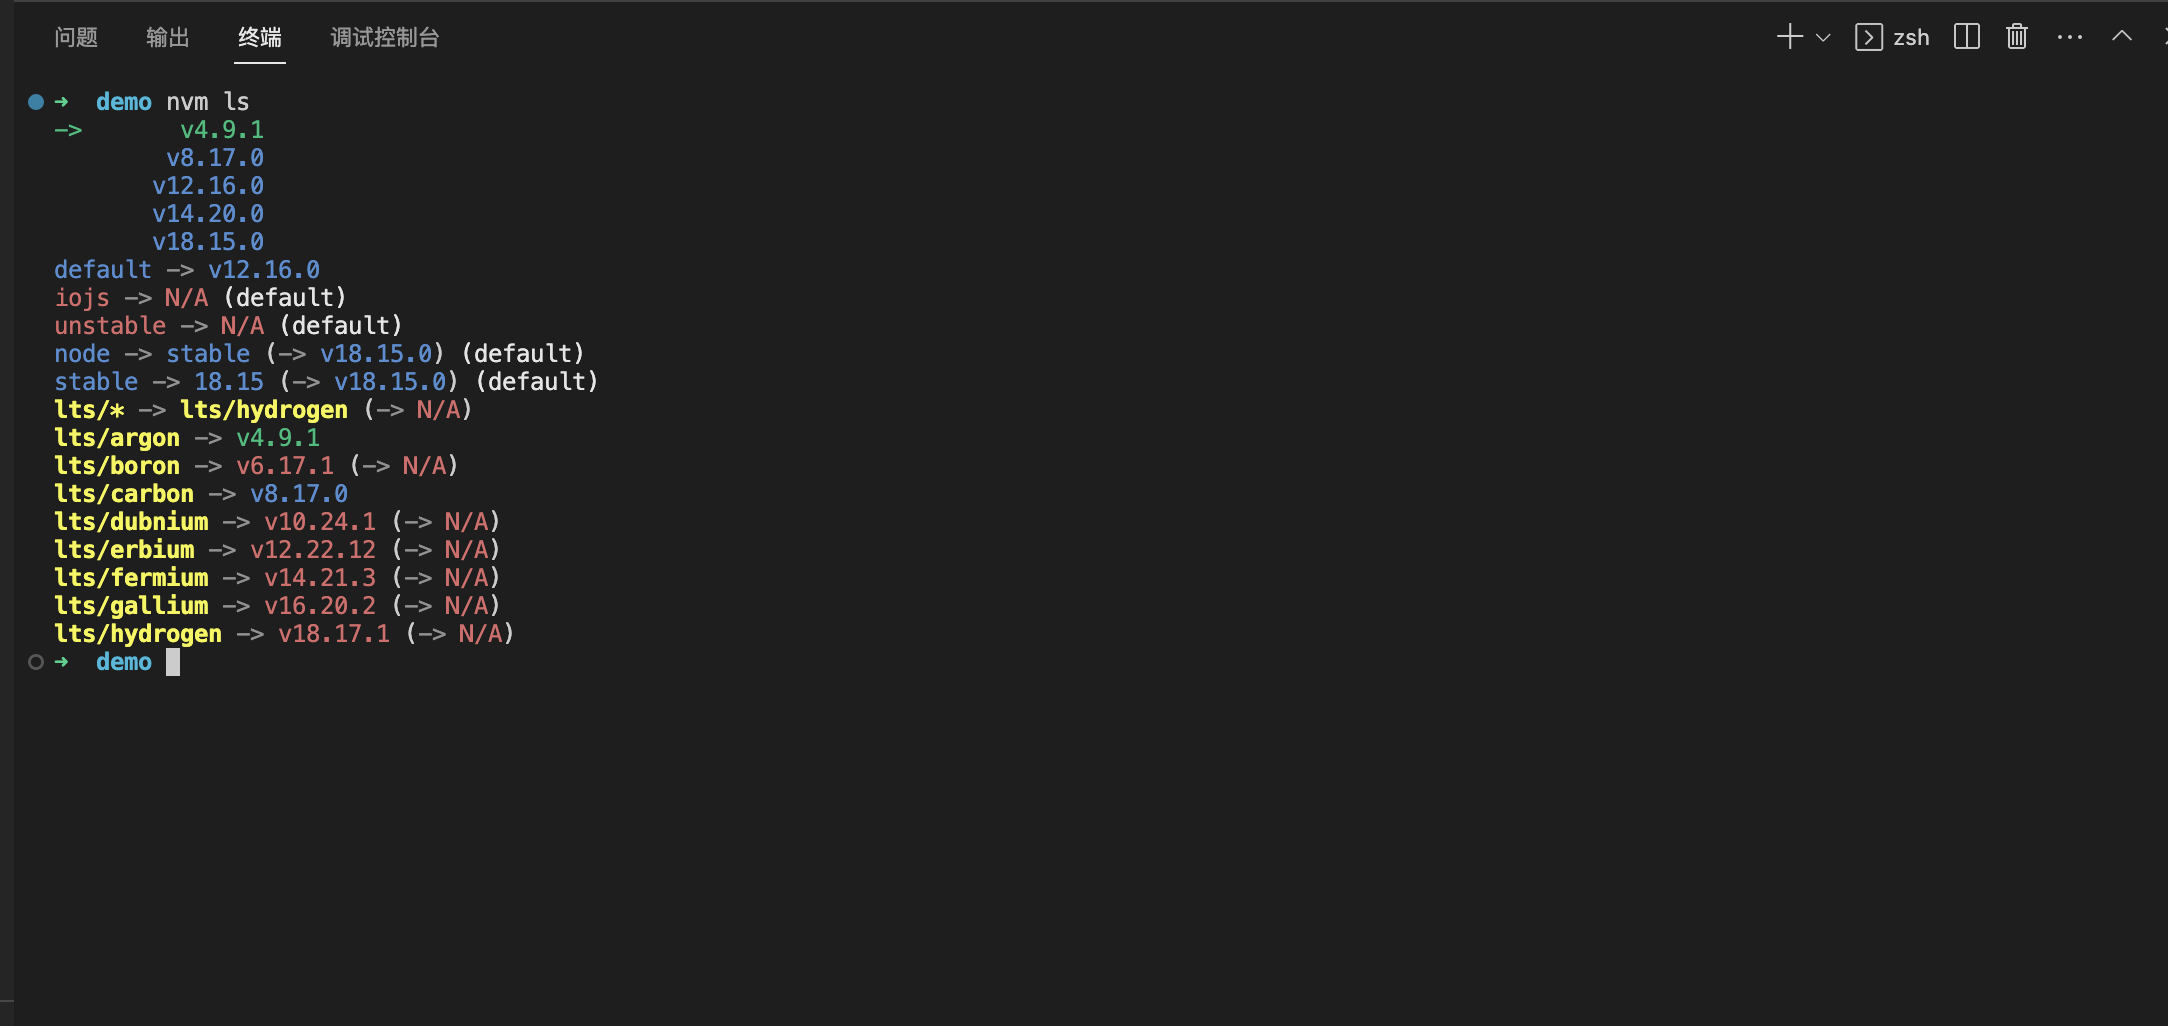 问题 输出 终端 调试控制台 zsh
➜ demo nvm ls
-> v4.9.1
v8.17.0
v12.16.0
v14.20.0
v18.15.0
default -> v12.16.0
iojs -> N/A (default)
unstable -> N/A (default)
node -> stable (-> v18.15.0) (default)
stable -> 18.15 (-> v18.15.0) (default)
lts/* -> lts/hydrogen (-> N/A)
lts/argon -> v4.9.1
lts/boron -> v6.17.1 (-> N/A)
lts/carbon -> v8.17.0
lts/dubnium -> v10.24.1 (-> N/A)
lts/erbium -> v12.22.12 (-> N/A)
lts/fermium -> v14.21.3 (-> N/A)
lts/gallium -> v16.20.2 (-> N/A)
lts/hydrogen -> v18.17.1 (-> N/A)
➜ demo